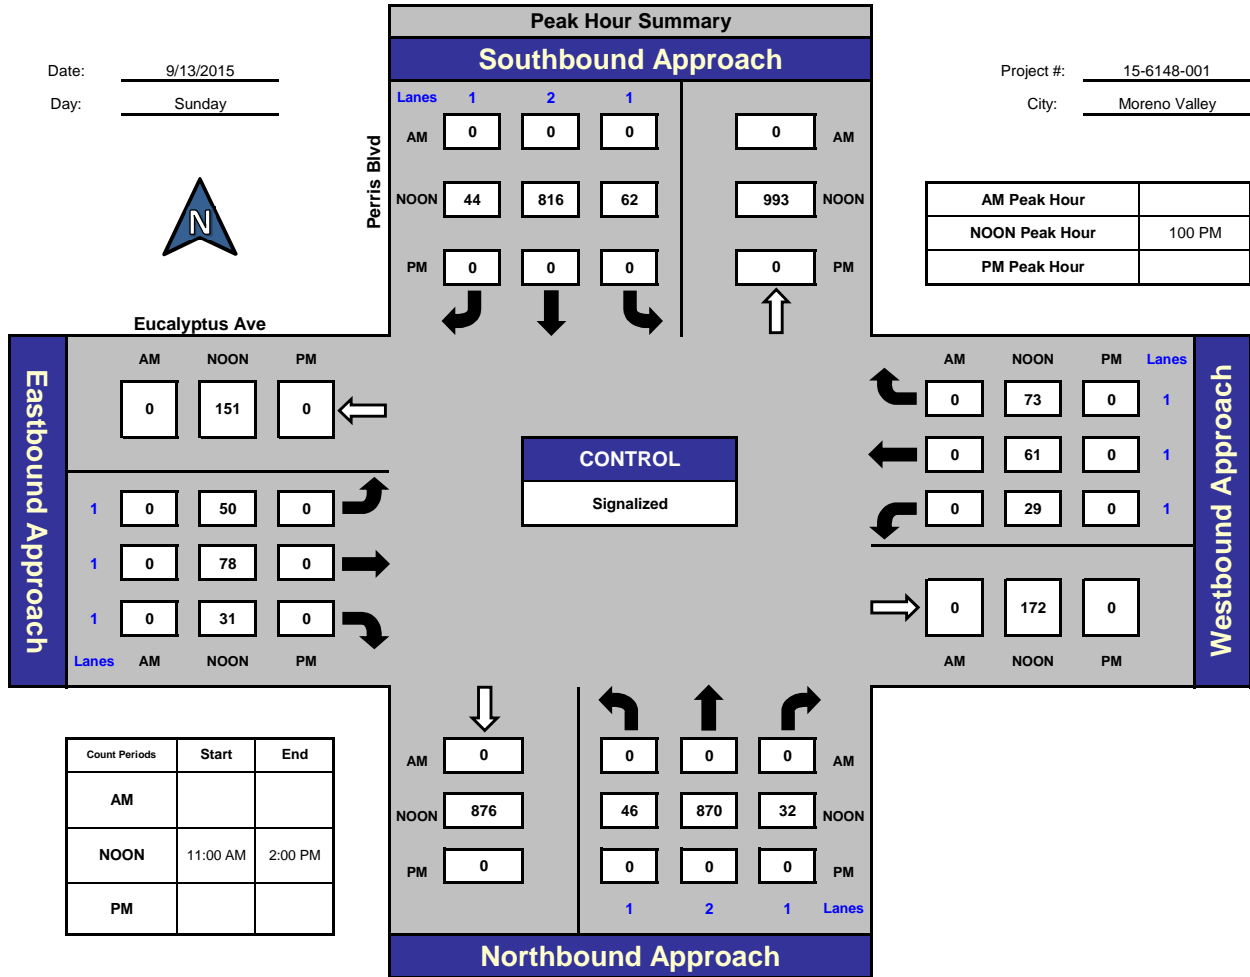 Peak Hour Summary
Southbound Approach
Date: 9/13/2015
Day: Sunday
Project #: 15-6148-001
City: Moreno Valley
N
Perris Blvd
Lanes 1 2 1
AM 0 0 0 0 AM
NOON 44 816 62 993 NOON
PM 0 0 0 0 PM
AM Peak Hour
NOON Peak Hour 100 PM
PM Peak Hour
Eucalyptus Ave
Eastbound Approach
AM NOON PM
0 151 0
1 0 50 0
1 0 78 0
1 0 31 0
Lanes AM NOON PM
CONTROL
Signalized
AM NOON PM Lanes
0 73 0 1
0 61 0 1
0 29 0 1
0 172 0
AM NOON PM
Westbound Approach
Count Periods Start End
AM
NOON 11:00 AM 2:00 PM
PM
AM 0 0 0 0 AM
NOON 876 46 870 32 NOON
PM 0 0 0 0 PM
1 2 1 Lanes
Northbound Approach